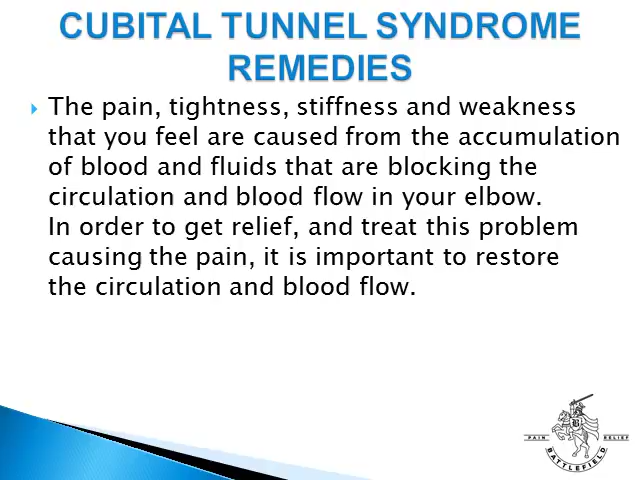 CUBITAL TUNNEL SYNDROME
REMEDIES
The pain, tightness, stiffness and weakness
that you feel are caused from the accumulation
of blood and fluids that are blocking the
circulation and blood flow in your elbow.
In order to get relief, and treat this problem
causing the pain, it is important to restore
the circulation and blood flow.
B
PAIN RELIEF
BATTLEFIELD